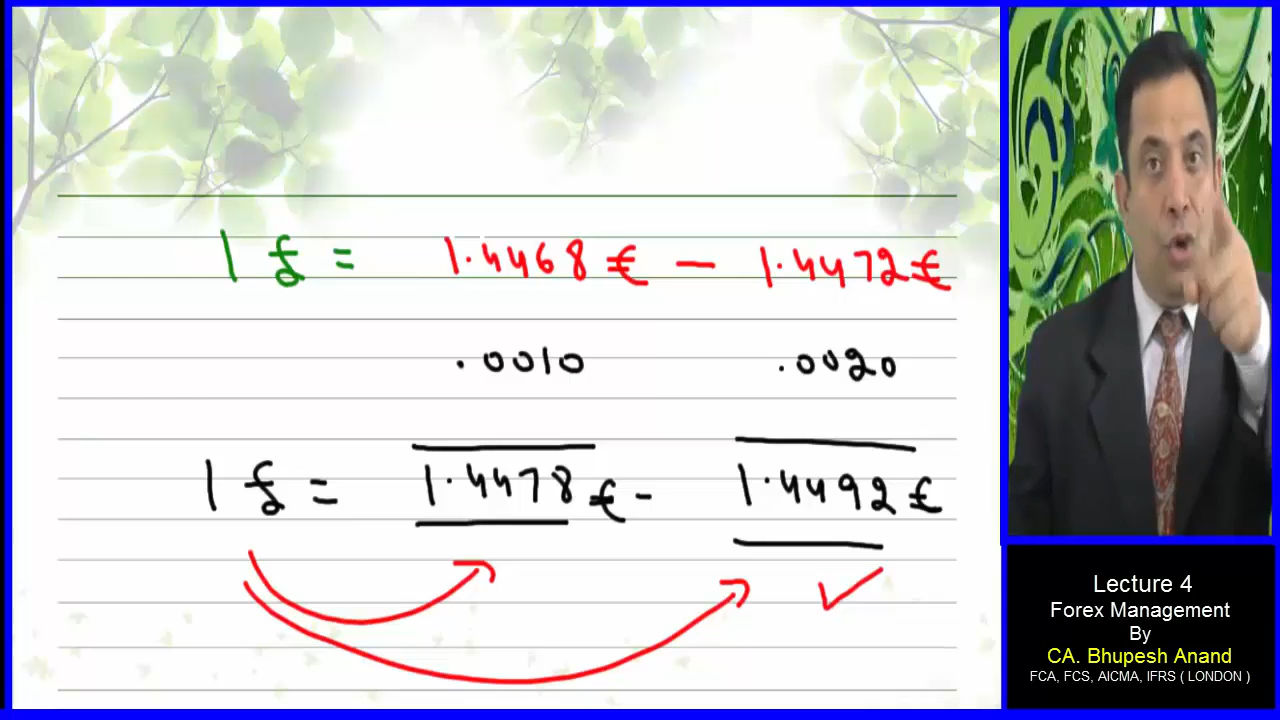 1 £ = 1.4468 € – 1.4472 €
.0010 .0020
1 £ = 1.4478 € - 1.4492 €
Lecture 4
Forex Management
By
CA. Bhupesh Anand
FCA, FCS, AICMA, IFRS ( LONDON )